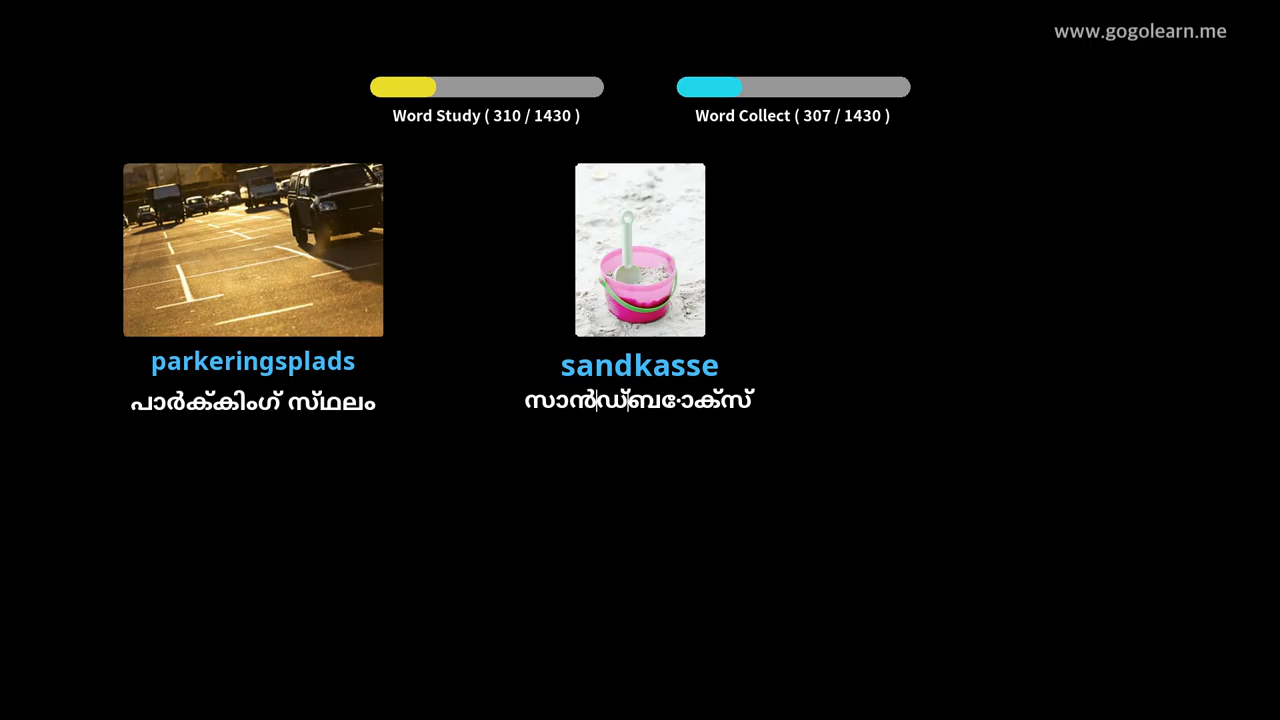 www.gogolearn.me
Word Study ( 310 / 1430 )
Word Collect ( 307 / 1430 )
parkeringsplads
പാർക്കിംഗ് സ്ഥലം
sandkasse
സാൻഡ്ബോക്സ്